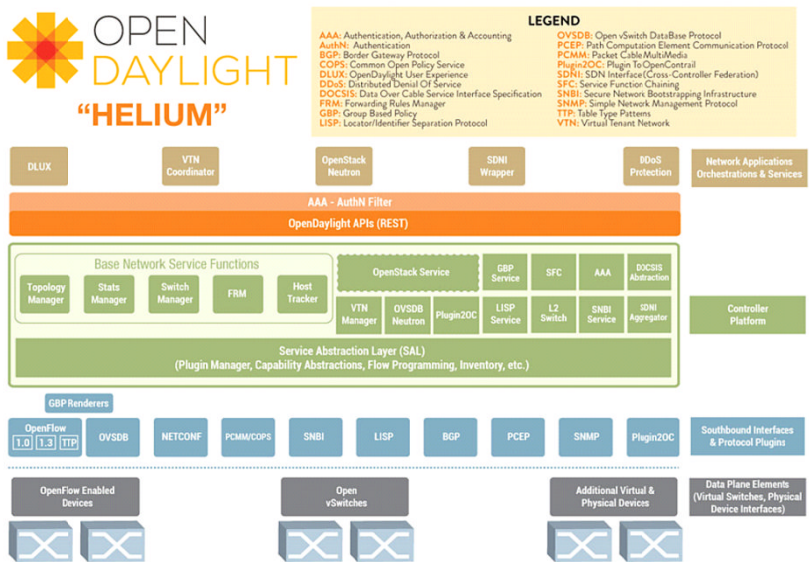 OPEN
DAYLIGHT
"HELIUM"
LEGEND
AAA: Authentication, Authorization & Accounting
AuthN: Authentication
BGP: Border Gateway Protocol
COPS: Common Open Policy Service
DLUX: OpenDaylight User Experience
DDoS: Distributed Denial Of Service
DOCSIS: Data Over Cable Service Interface Specification
FRM: Forwarding Rules Manager
GBP: Group Based Policy
LISP: Locator/Identifier Separation Protocol
OVSDB: Open vSwitch DataBase Protocol
PCEP: Path Computation Element Communication Protocol
PCMM: Packet Cable MultiMedia
Plugin2OC: Plugin To OpenContrail
SDNI: SDN Interface (Cross-Controller Federation)
SFC: Service Function Chaining
SNBI: Secure Network Bootstrapping Infrastructure
SNMP: Simple Network Management Protocol
TTP: Table Type Patterns
VTN: Virtual Tenant Network
DLUX
VTN
Coordinator
OpenStack
Neutron
SDNI
Wrapper
Protection
Network Applications
Orchestrations & Services
AAA - AuthN Filter
OpenDaylight APIs (REST)
Base Network Service Functions
Topology
Manager
Stats
Manager
Switch
Manager
FRM
Host
Tracker
OpenStack Service
GBP
Service
SFC
AAA
DOCSIS
Abstraction
VTN
Manager
OVSDB
Neutron
Plugin2OC
LISP
Service
L2
Switch
SNBI
Service
SDNI
Aggregator
Controller
Platform
Service Abstraction Layer (SAL)
(Plugin Manager, Capability Abstractions, Flow Programming, Inventory, etc.)
GBP Renderers
OpenFlow
1.0 1.3 TTP
OVSDB
NETCONF
PCMM/COPS
SNBI
LISP
BGP
PCEP
SNMP
Plugin2OC
Southbound Interfaces
& Protocol Plugins
OpenFlow Enabled
Devices
Open
vSwitches
Additional Virtual &
Physical Devices
Data Plane Elements
(Virtual Switches, Physical
Device Interfaces)